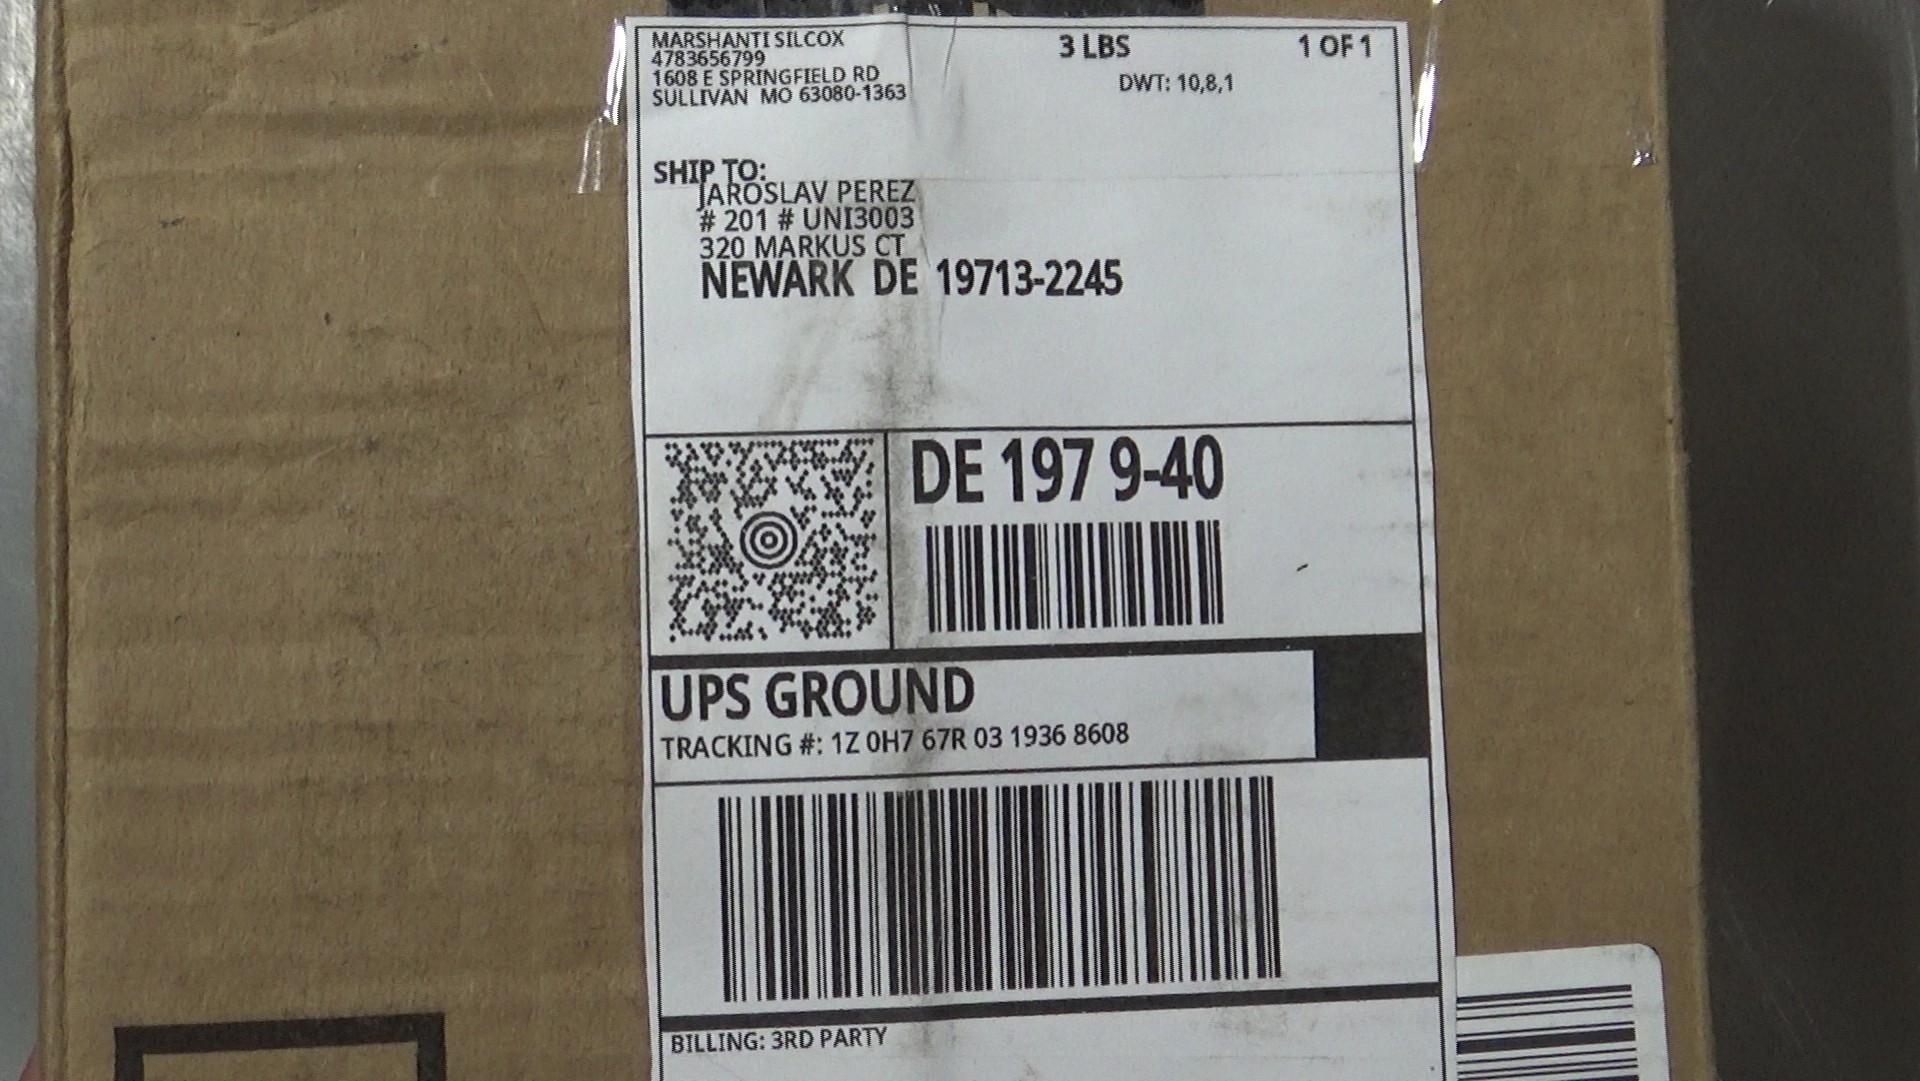 MARSHANTI SILCOX
4783656799
1608 E SPRINGFIELD RD
SULLIVAN MO 63080-1363
3 LBS
1 OF 1
DWT: 10,8,1
SHIP TO:
JAROSLAV PEREZ
# 201 # UNI3003
320 MARKUS CT
NEWARK DE 19713-2245
DE 197 9-40
UPS GROUND
TRACKING #: 1Z 0H7 67R 03 1936 8608
BILLING: 3RD PARTY